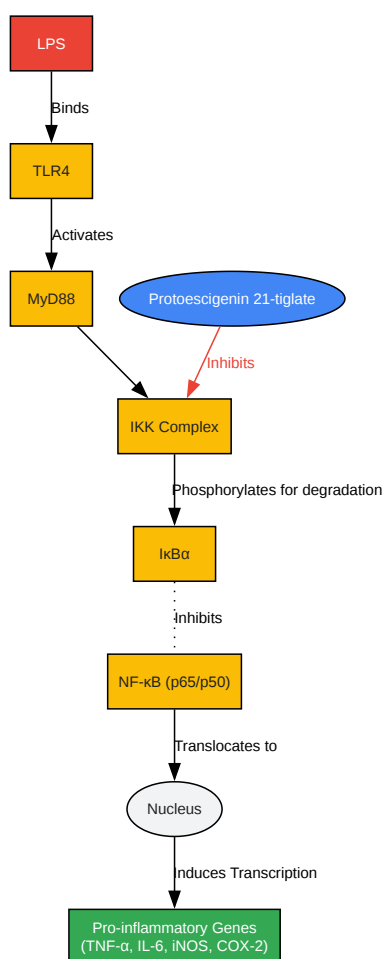 LPS
Binds
TLR4
Activates
MyD88
Protoescigenin 21-tiglate
Inhibits
IKK Complex
Phosphorylates for degradation
IκBα
Inhibits
NF-κB (p65/p50)
Translocates to
Nucleus
Induces Transcription
Pro-inflammatory Genes
(TNF-α, IL-6, iNOS, COX-2)